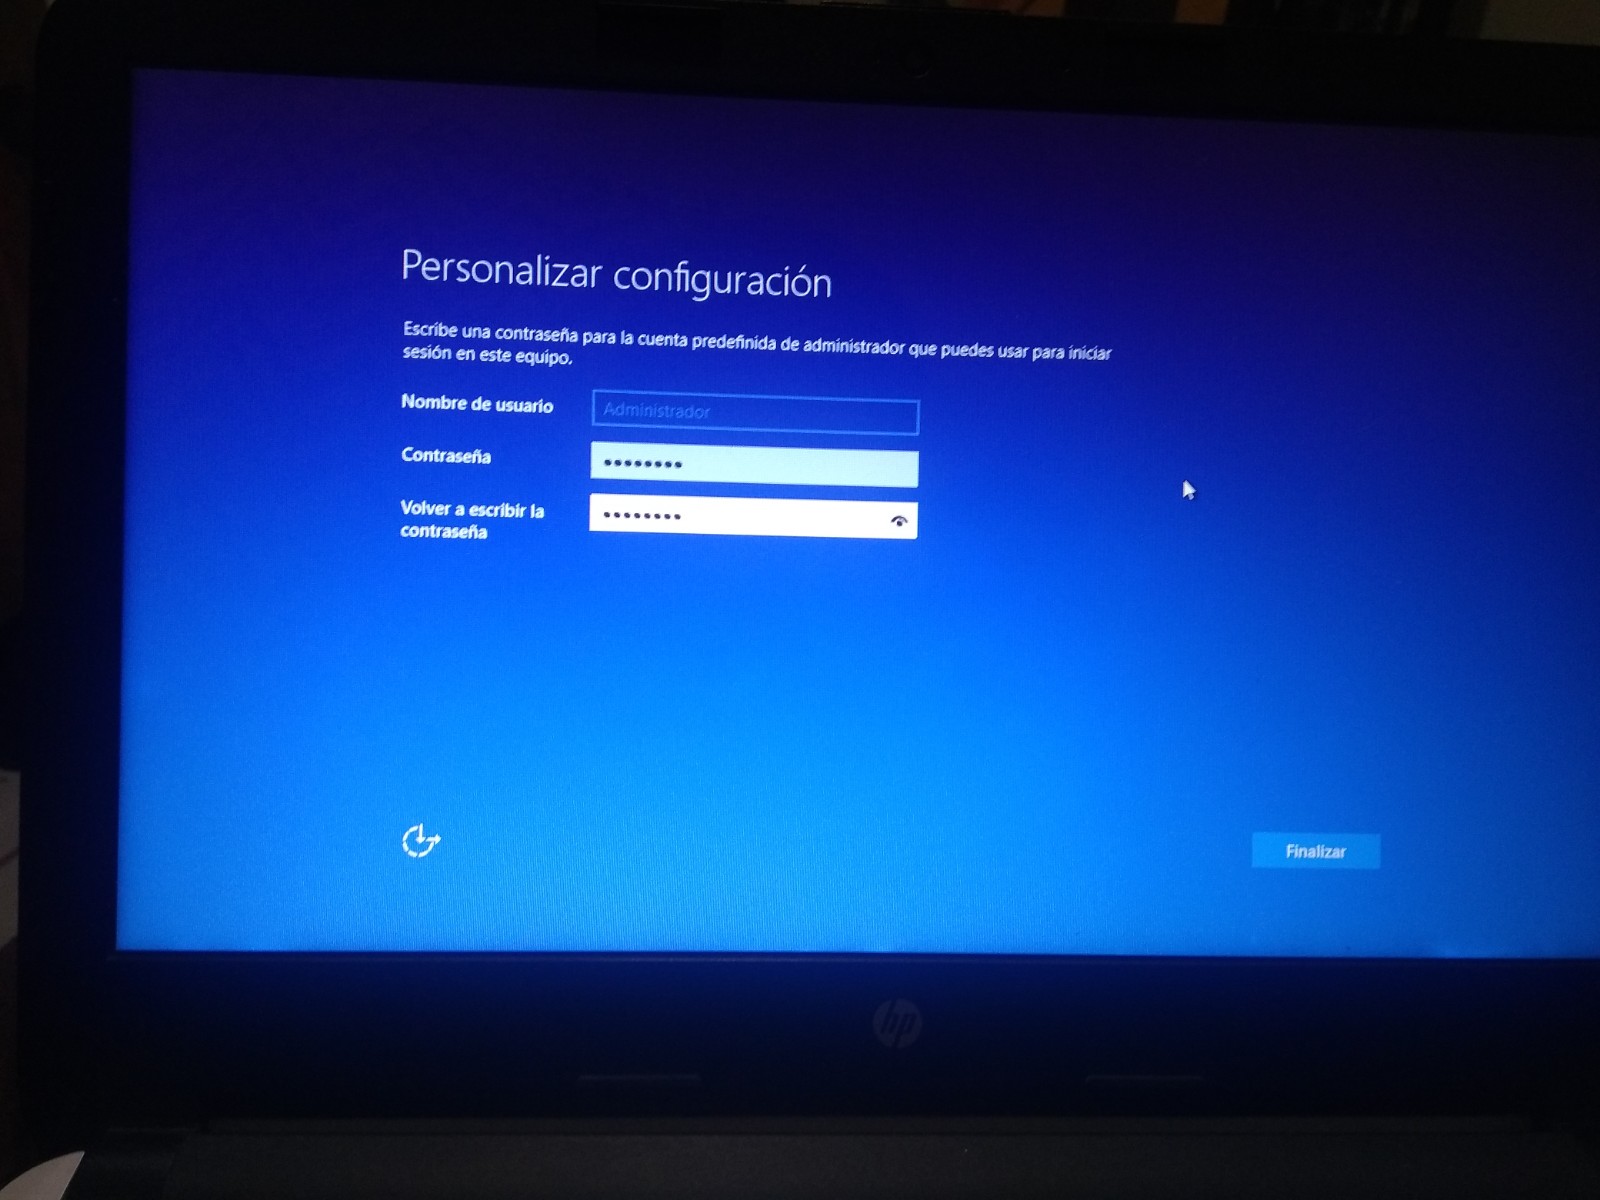 Personalizar configuración
Escribe una contraseña para la cuenta predefinida de administrador que puedes usar para iniciar
sesión en este equipo.
Nombre de usuario
Administrador
Contraseña
••••••••
Volver a escribir la
contraseña
••••••••
Finalizar
hp